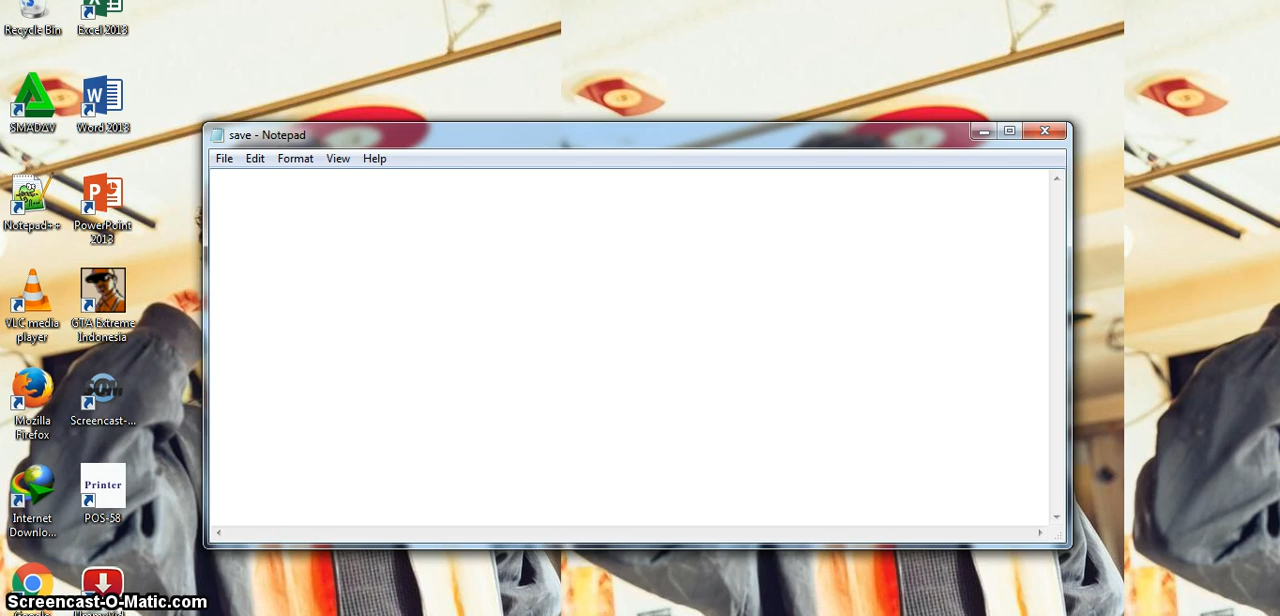 Recycle Bin
Excel 2013
SMADΔV
Word 2013
Notepad++
PowerPoint
2013
VLC media
player
GTA Extreme
Indonesia
Mozilla
Firefox
Screencast-...
Internet
Downlo...
Printer
POS-58
save - Notepad
File Edit Format View Help
Screencast-O-Matic.com